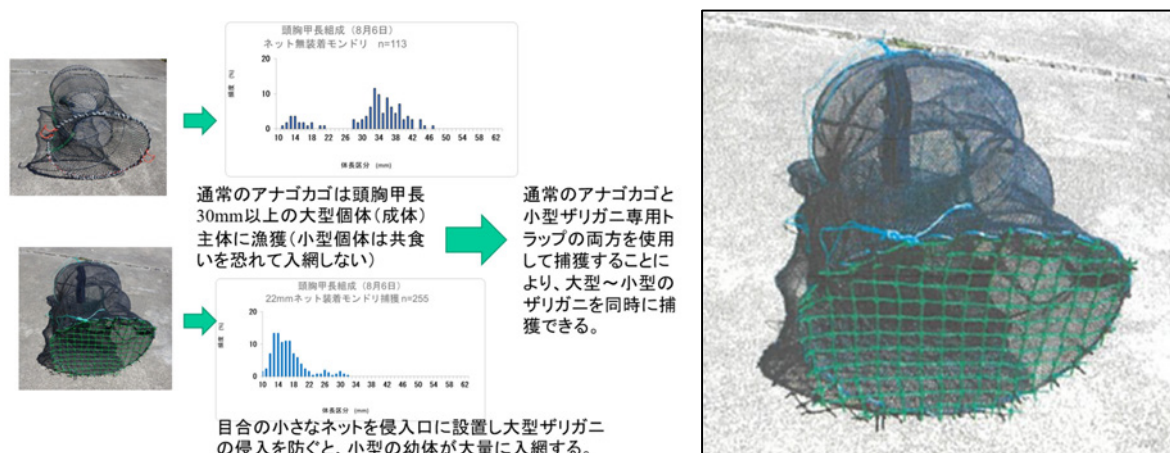 頭胸甲長組成（8月6日）
ネット無装着モンドリ　n=113
頻度　(%)
20
10
0
10 14 18 22 26 30 34 38 42 46 50 54 58 62
体長区分　(mm)
通常のアナゴカゴは頭胸甲長
30mm以上の大型個体（成体）
主体に漁獲（小型個体は共食
いを恐れて入網しない）
頭胸甲長組成（8月6日）
22mmネット装着モンドリ捕獲 n=255
頻度　(%)
20
10
0
10 14 18 22 26 30 34 38 42 46 50 54 58 62
体長区分　(mm)
目合の小さなネットを侵入口に設置し大型ザリガニ
の侵入を防ぐと、小型の幼体が大量に入網する。
通常のアナゴカゴと
小型ザリガニ専用ト
ラップの両方を使用
して捕獲することに
より、大型～小型の
ザリガニを同時に捕
獲できる。